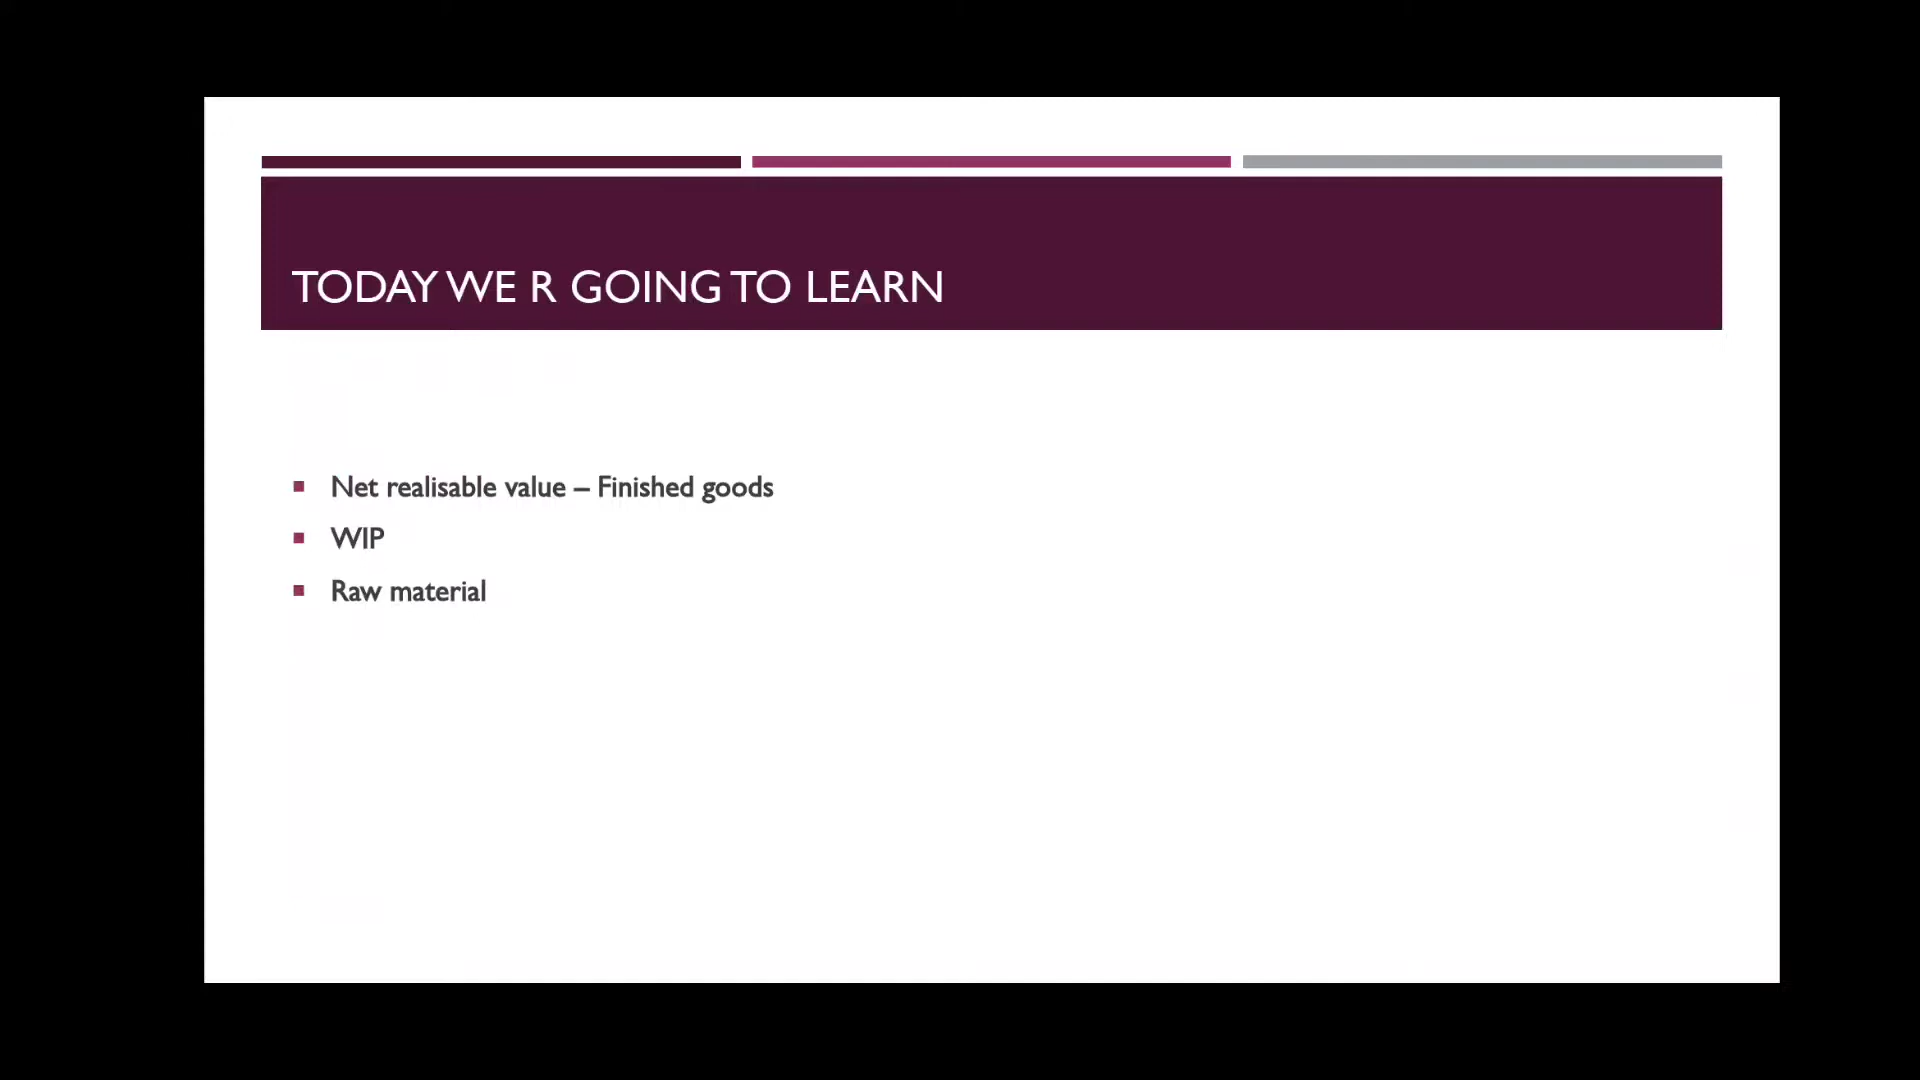 TODAY WE R GOING TO LEARN
Net realisable value – Finished goods
WIP
Raw material